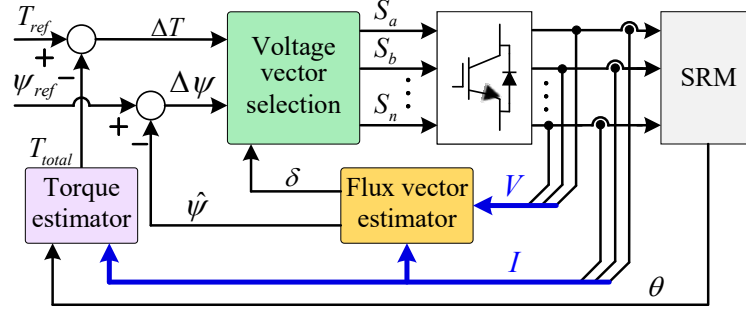 T_ref
ΔT
+
−
ψ_ref
Δψ
+
−
Voltage
vector
selection
S_a
S_b
S_n
SRM
T_total
Torque
estimator
ψ̂
δ
Flux vector
estimator
V
I
θ